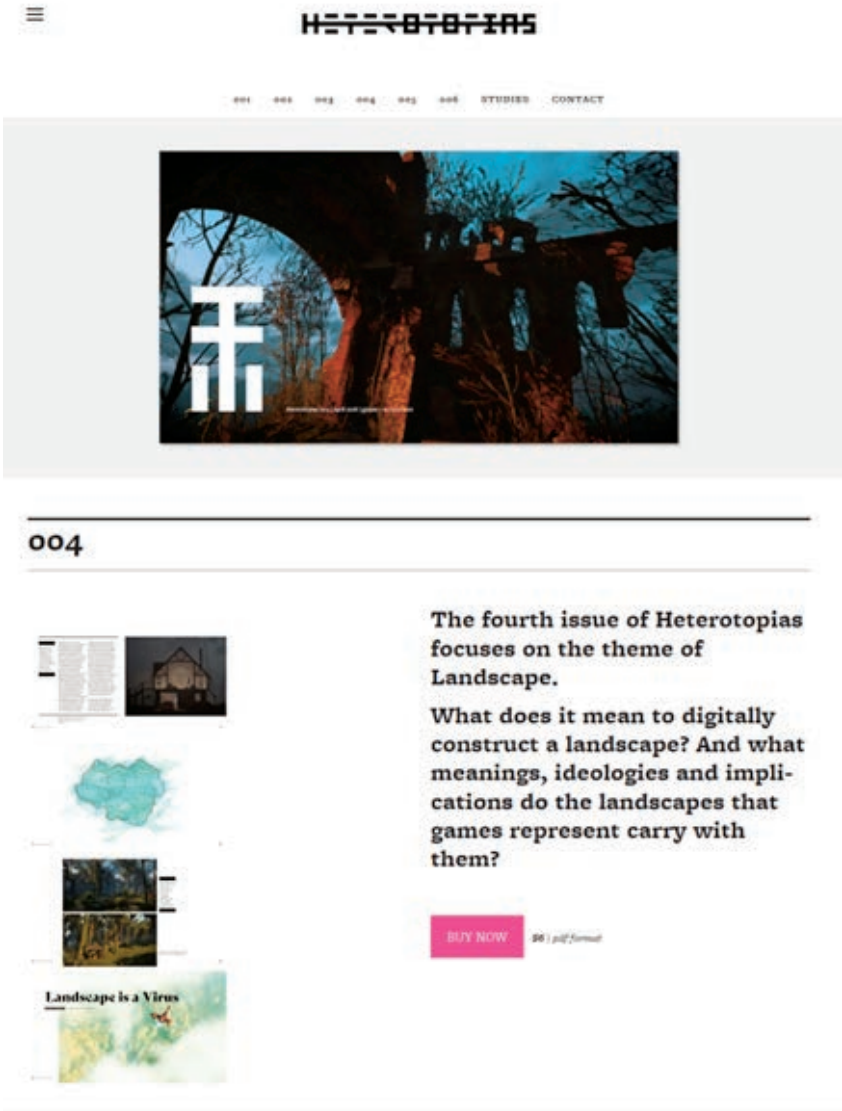 HETEROTOPIAS
001 002 003 004 005 006 STUDIES CONTACT
004
The fourth issue of Heterotopias
focuses on the theme of
Landscape.
What does it mean to digitally
construct a landscape? And what
meanings, ideologies and impli-
cations do the landscapes that
games represent carry with
them?
BUY NOW $6 | pdf format
Landscape is a Virus